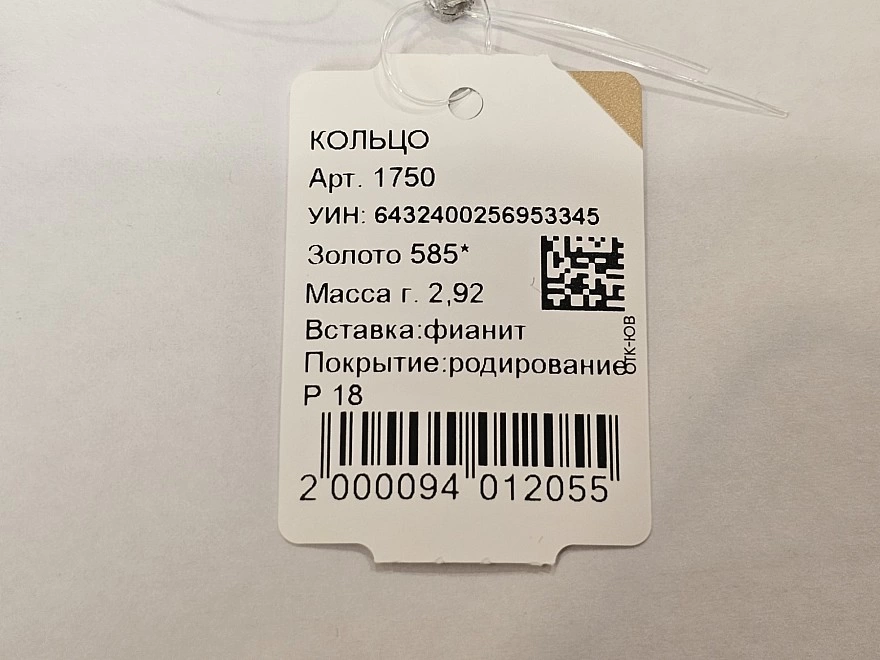 КОЛЬЦО
Арт. 1750
УИН: 6432400256953345
Золото 585*
Масса г. 2,92
Вставка:фианит
Покрытие:родирование
Р 18
ОТК-ЮВ
2 000094 012055